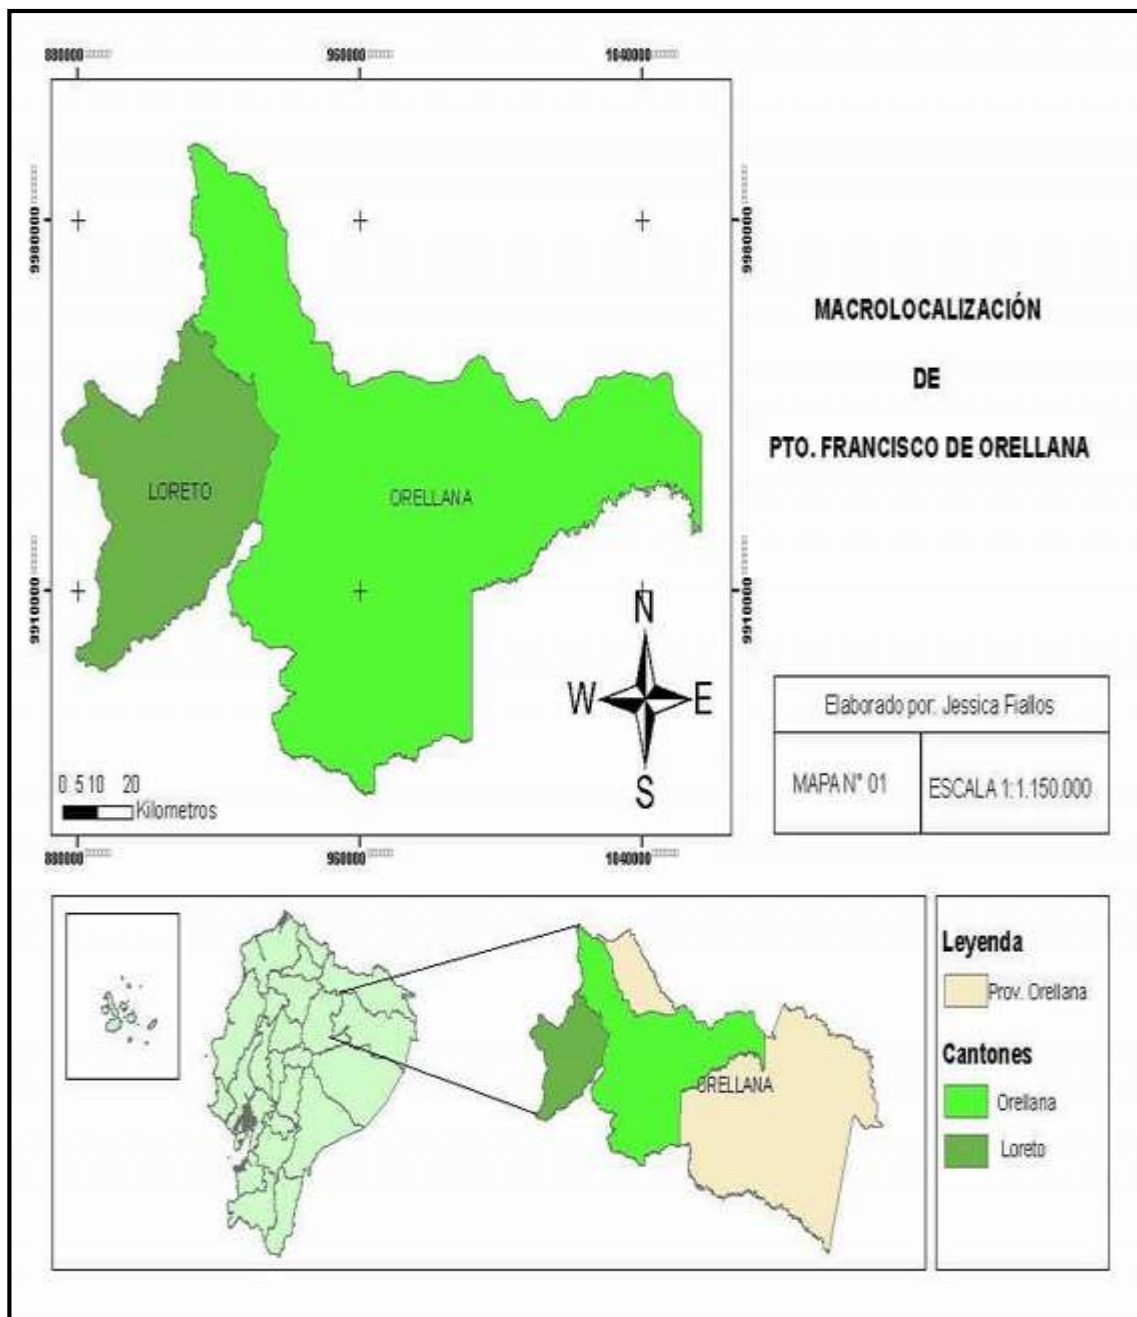 880000
960000
1040000
9980000
9980000
MACROLOCALIZACIÓN
DE
PTO. FRANCISCO DE ORELLANA
LORETO
ORELLANA
9910000
9910000
N
W
E
S
Elaborado por: Jessica Fiallos
MAPA N° 01
ESCALA 1:1.150.000
0 5 10 20
Kilometros
880000
960000
1040000
Leyenda
Prov. Orellana
Cantones
Orellana
Loreto
ORELLANA